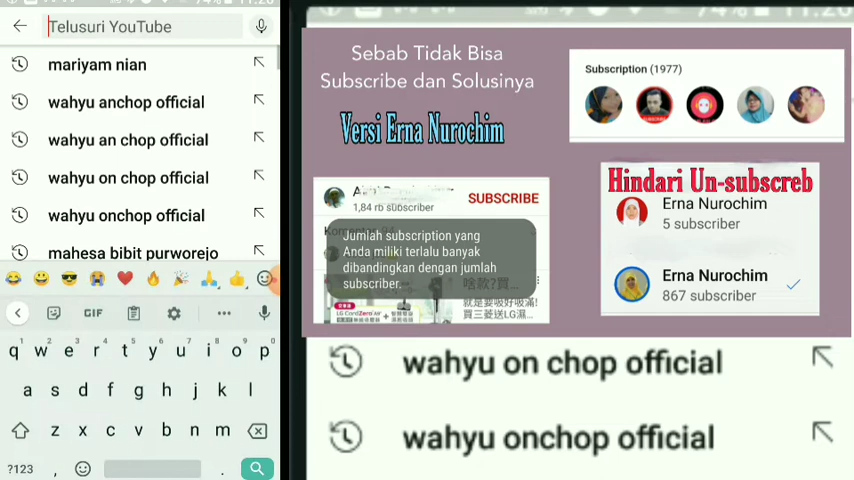 Telusuri YouTube
mariyam nian
wahyu anchop official
wahyu an chop official
wahyu on chop official
wahyu onchop official
mahesa bibit purworejo
GIF
q w e r t y u i o p
a s d f g h j k l
z x c v b n m
?123 , .
Sebab Tidak Bisa
Subscribe dan Solusinya
Versi Erna Nurochim
1,84 rb subscriber
SUBSCRIBE
Jumlah subscription yang
Anda miliki terlalu banyak
dibandingkan dengan jumlah
subscriber.
Subscription (1977)
Hindari Un-subscreb
Erna Nurochim
5 subscriber
Erna Nurochim
867 subscriber
wahyu on chop official
wahyu onchop official